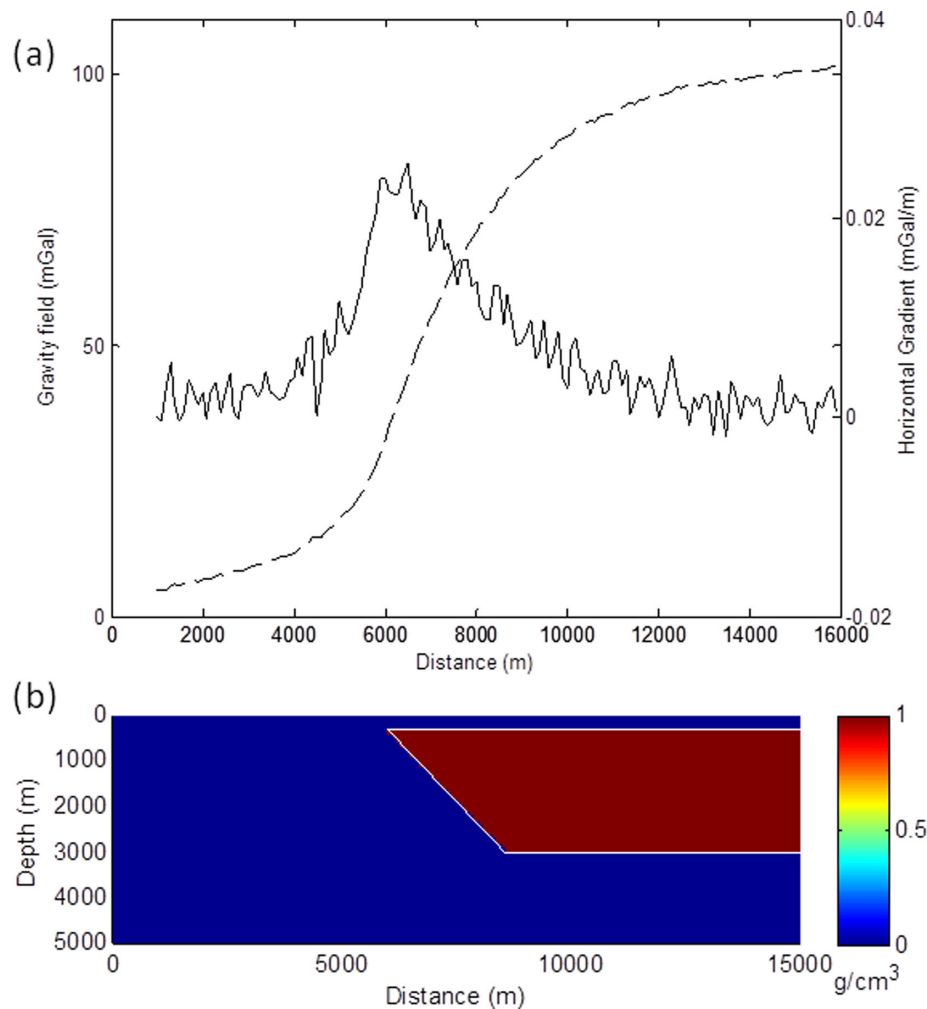 (a)
0.04
100
0.02
50
0
0
-0.02
Gravity field (mGal)
Horizontal Gradient (mGal/m)
0 2000 4000 6000 8000 10000 12000 14000 16000
Distance (m)
(b)
0
1000
2000
3000
4000
5000
Depth (m)
0 5000 10000 15000
Distance (m)
1
0.5
0
g/cm³